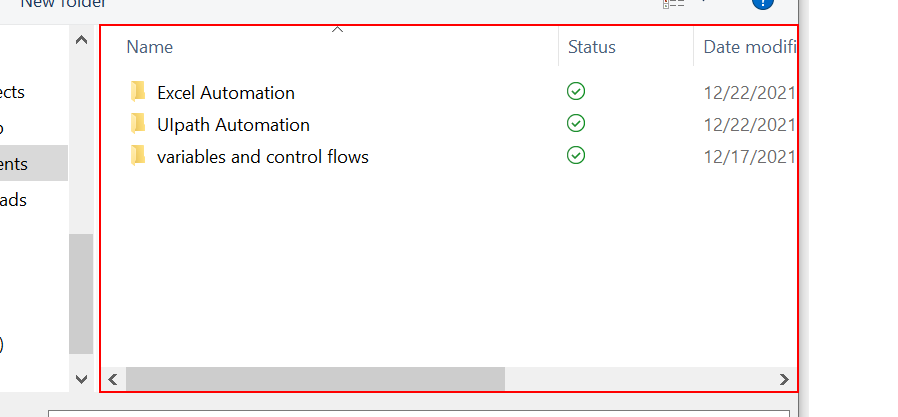 New folder
Name Status Date modifi
ects
Excel Automation 12/22/2021
UIpath Automation 12/22/2021
ents
variables and control flows 12/17/2021
ads